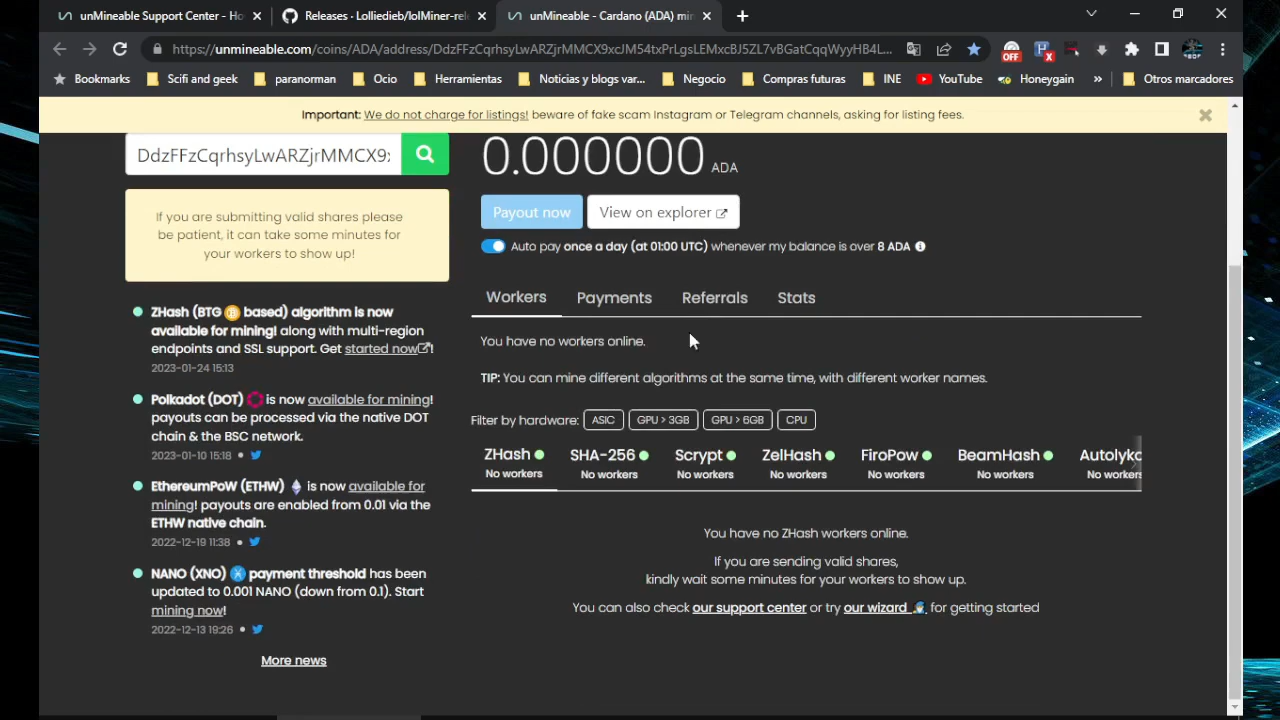 unMineable Support Center - Ho
Releases · Lolliedieb/lolMiner-rele
unMineable - Cardano (ADA) min
https://unmineable.com/coins/ADA/address/DdzFFzCqrhsyLwARZjrMMCX9xcJM54txPrLgsLEMxcBJ5ZL7vBGatCqqWyyHB4L...
OFF
Bookmarks
Scifi and geek
paranorman
Ocio
Herramientas
Noticias y blogs var...
Negocio
Compras futuras
INE
YouTube
Honeygain
»
Otros marcadores
Important: We do not charge for listings! beware of fake scam Instagram or Telegram channels, asking for listing fees.
DdzFFzCqrhsyLwARZjrMMCX9:
If you are submitting valid shares please
be patient, it can take some minutes for
your workers to show up!
ZHash (BTG based) algorithm is now
available for mining! along with multi-region
endpoints and SSL support. Get started now!
2023-01-24 15:13
Polkadot (DOT) is now available for mining!
payouts can be processed via the native DOT
chain & the BSC network.
2023-01-10 15:18 •
EthereumPoW (ETHW) is now available for
mining! payouts are enabled from 0.01 via the
ETHW native chain.
2022-12-19 11:38 •
NANO (XNO) payment threshold has been
updated to 0.001 NANO (down from 0.1). Start
mining now!
2022-12-13 19:26 •
More news
0.000000 ADA
Payout now
View on explorer
Auto pay once a day (at 01:00 UTC) whenever my balance is over 8 ADA
Workers
Payments
Referrals
Stats
You have no workers online.
TIP: You can mine different algorithms at the same time, with different worker names.
Filter by hardware: ASIC GPU > 3GB GPU > 6GB CPU
ZHash SHA-256 Scrypt ZelHash FiroPow BeamHash Autolyko
No workers No workers No workers No workers No workers No workers No workers
You have no ZHash workers online.
If you are sending valid shares,
kindly wait some minutes for your workers to show up.
You can also check our support center or try our wizard for getting started